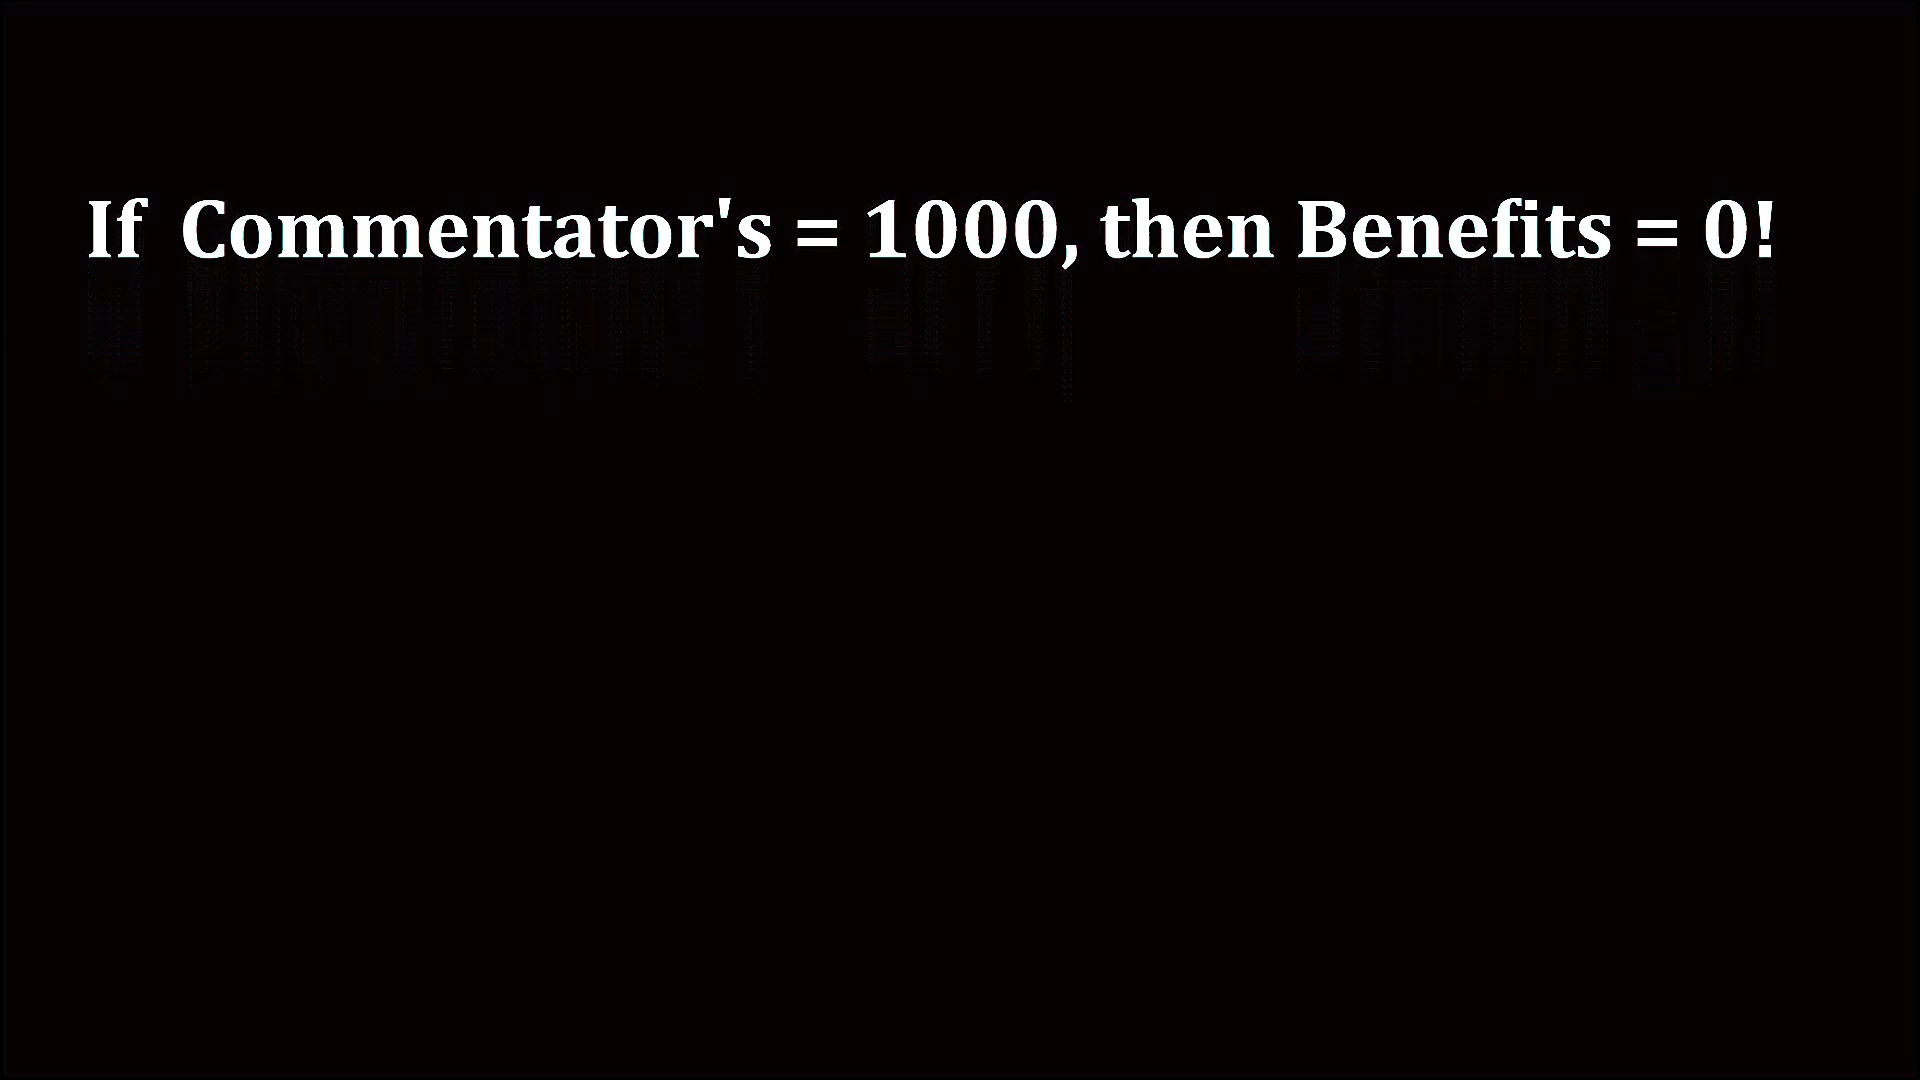 If  Commentator's = 1000, then Benefits = 0!